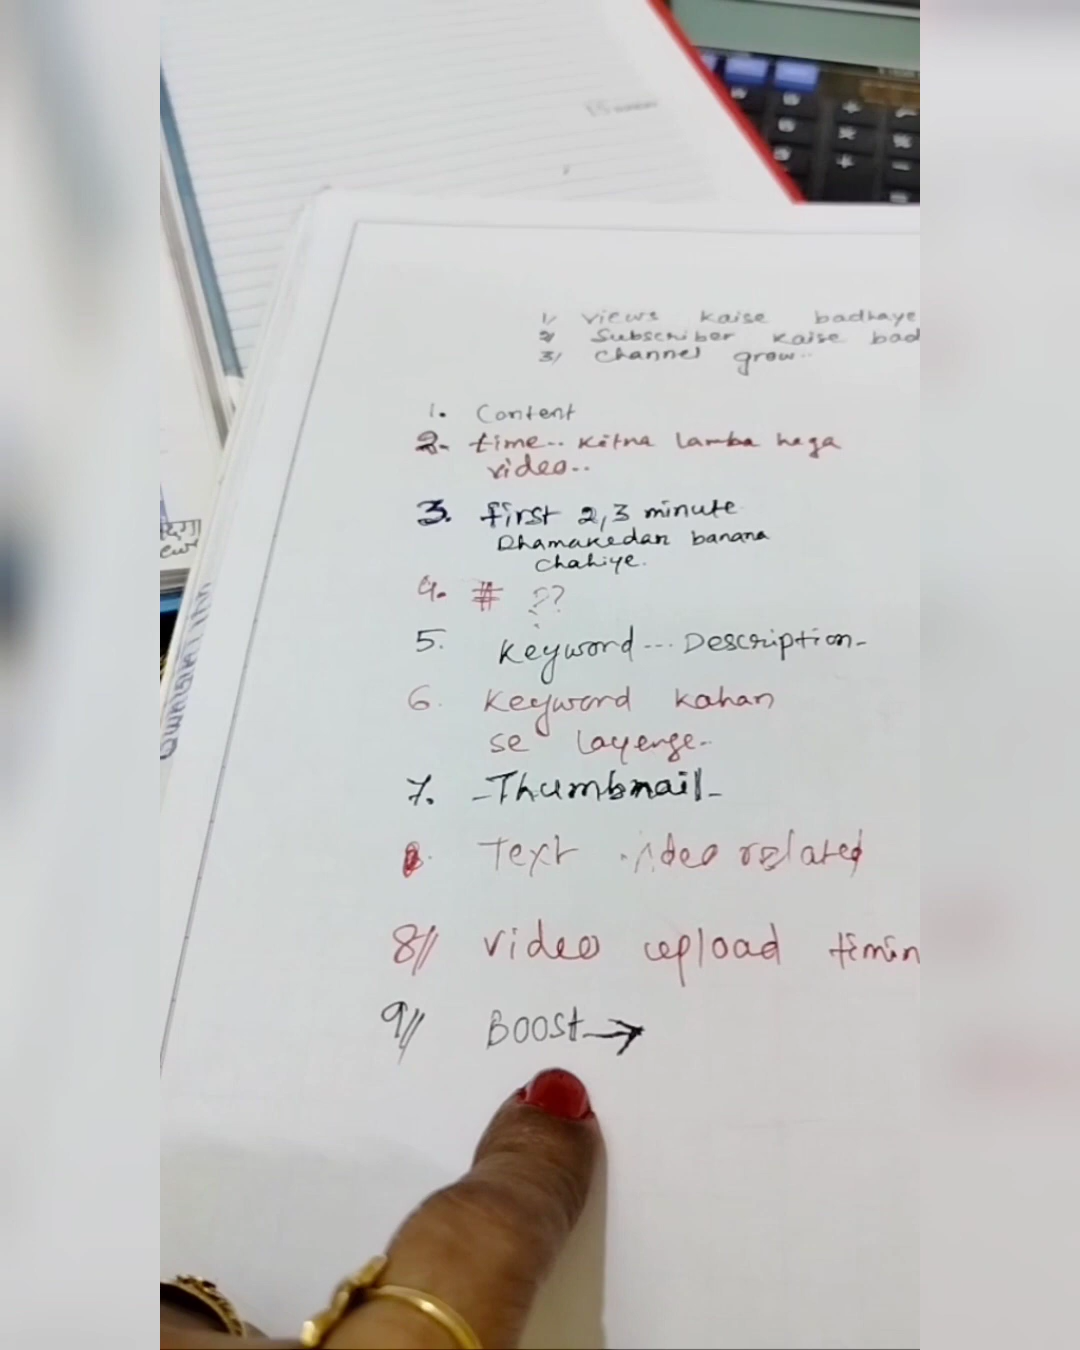 1/ views kaise badhaye
2/ Subscriber kaise bad
3/ channel grow..
1. Content
2. time.. kitna lamba hoga
video..
3. first 2,3 minute
Dhamakedar banana
chahiye.
4. # ??
5. keyword... Description-
6. keyword kahan
se layenge..
7. -Thumbnail-
Text video related
8// video upload timin
9// BOOST→